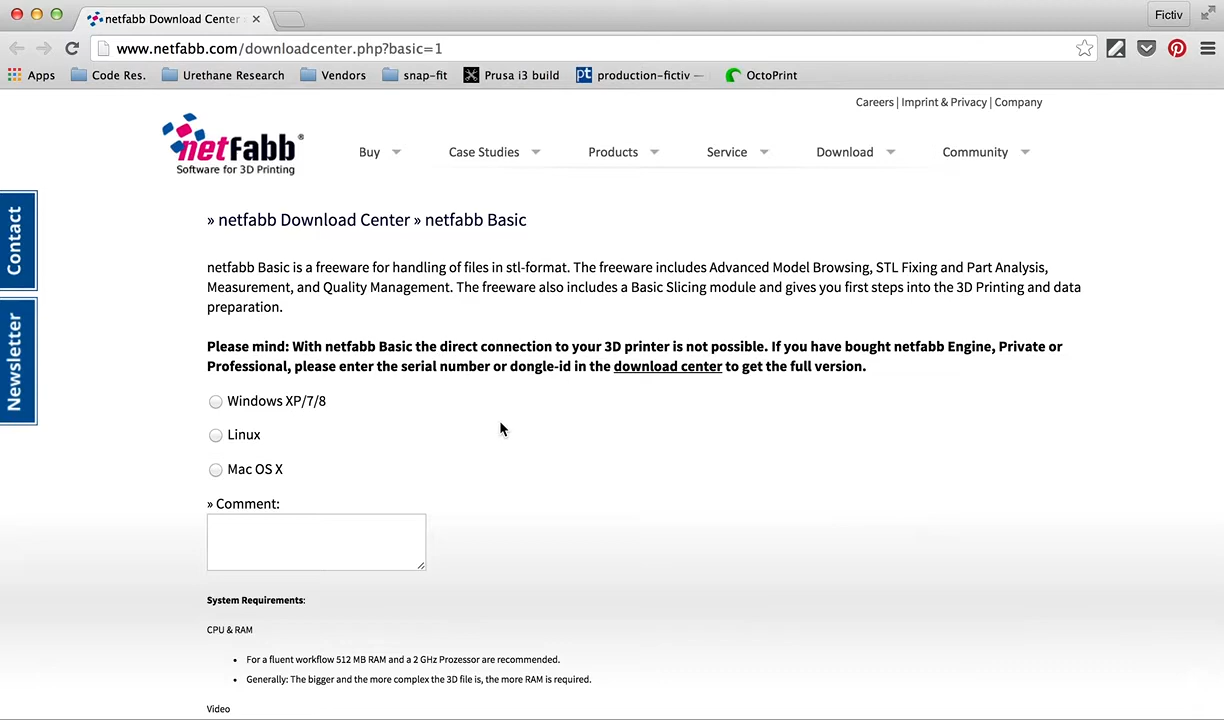 netfabb Download Center
Fictiv
www.netfabb.com/downloadcenter.php?basic=1
Apps Code Res. Urethane Research Vendors snap-fit Prusa i3 build pt production-fictiv — OctoPrint
Careers | Imprint & Privacy | Company
netfabb®
Software for 3D Printing
Buy Case Studies Products Service Download Community
Contact
Newsletter
» netfabb Download Center » netfabb Basic
netfabb Basic is a freeware for handling of files in stl-format. The freeware includes Advanced Model Browsing, STL Fixing and Part Analysis,
Measurement, and Quality Management. The freeware also includes a Basic Slicing module and gives you first steps into the 3D Printing and data
preparation.
Please mind: With netfabb Basic the direct connection to your 3D printer is not possible. If you have bought netfabb Engine, Private or
Professional, please enter the serial number or dongle-id in the download center to get the full version.
Windows XP/7/8
Linux
Mac OS X
» Comment:
System Requirements:
CPU & RAM
• For a fluent workflow 512 MB RAM and a 2 GHz Prozessor are recommended.
• Generally: The bigger and the more complex the 3D file is, the more RAM is required.
Video